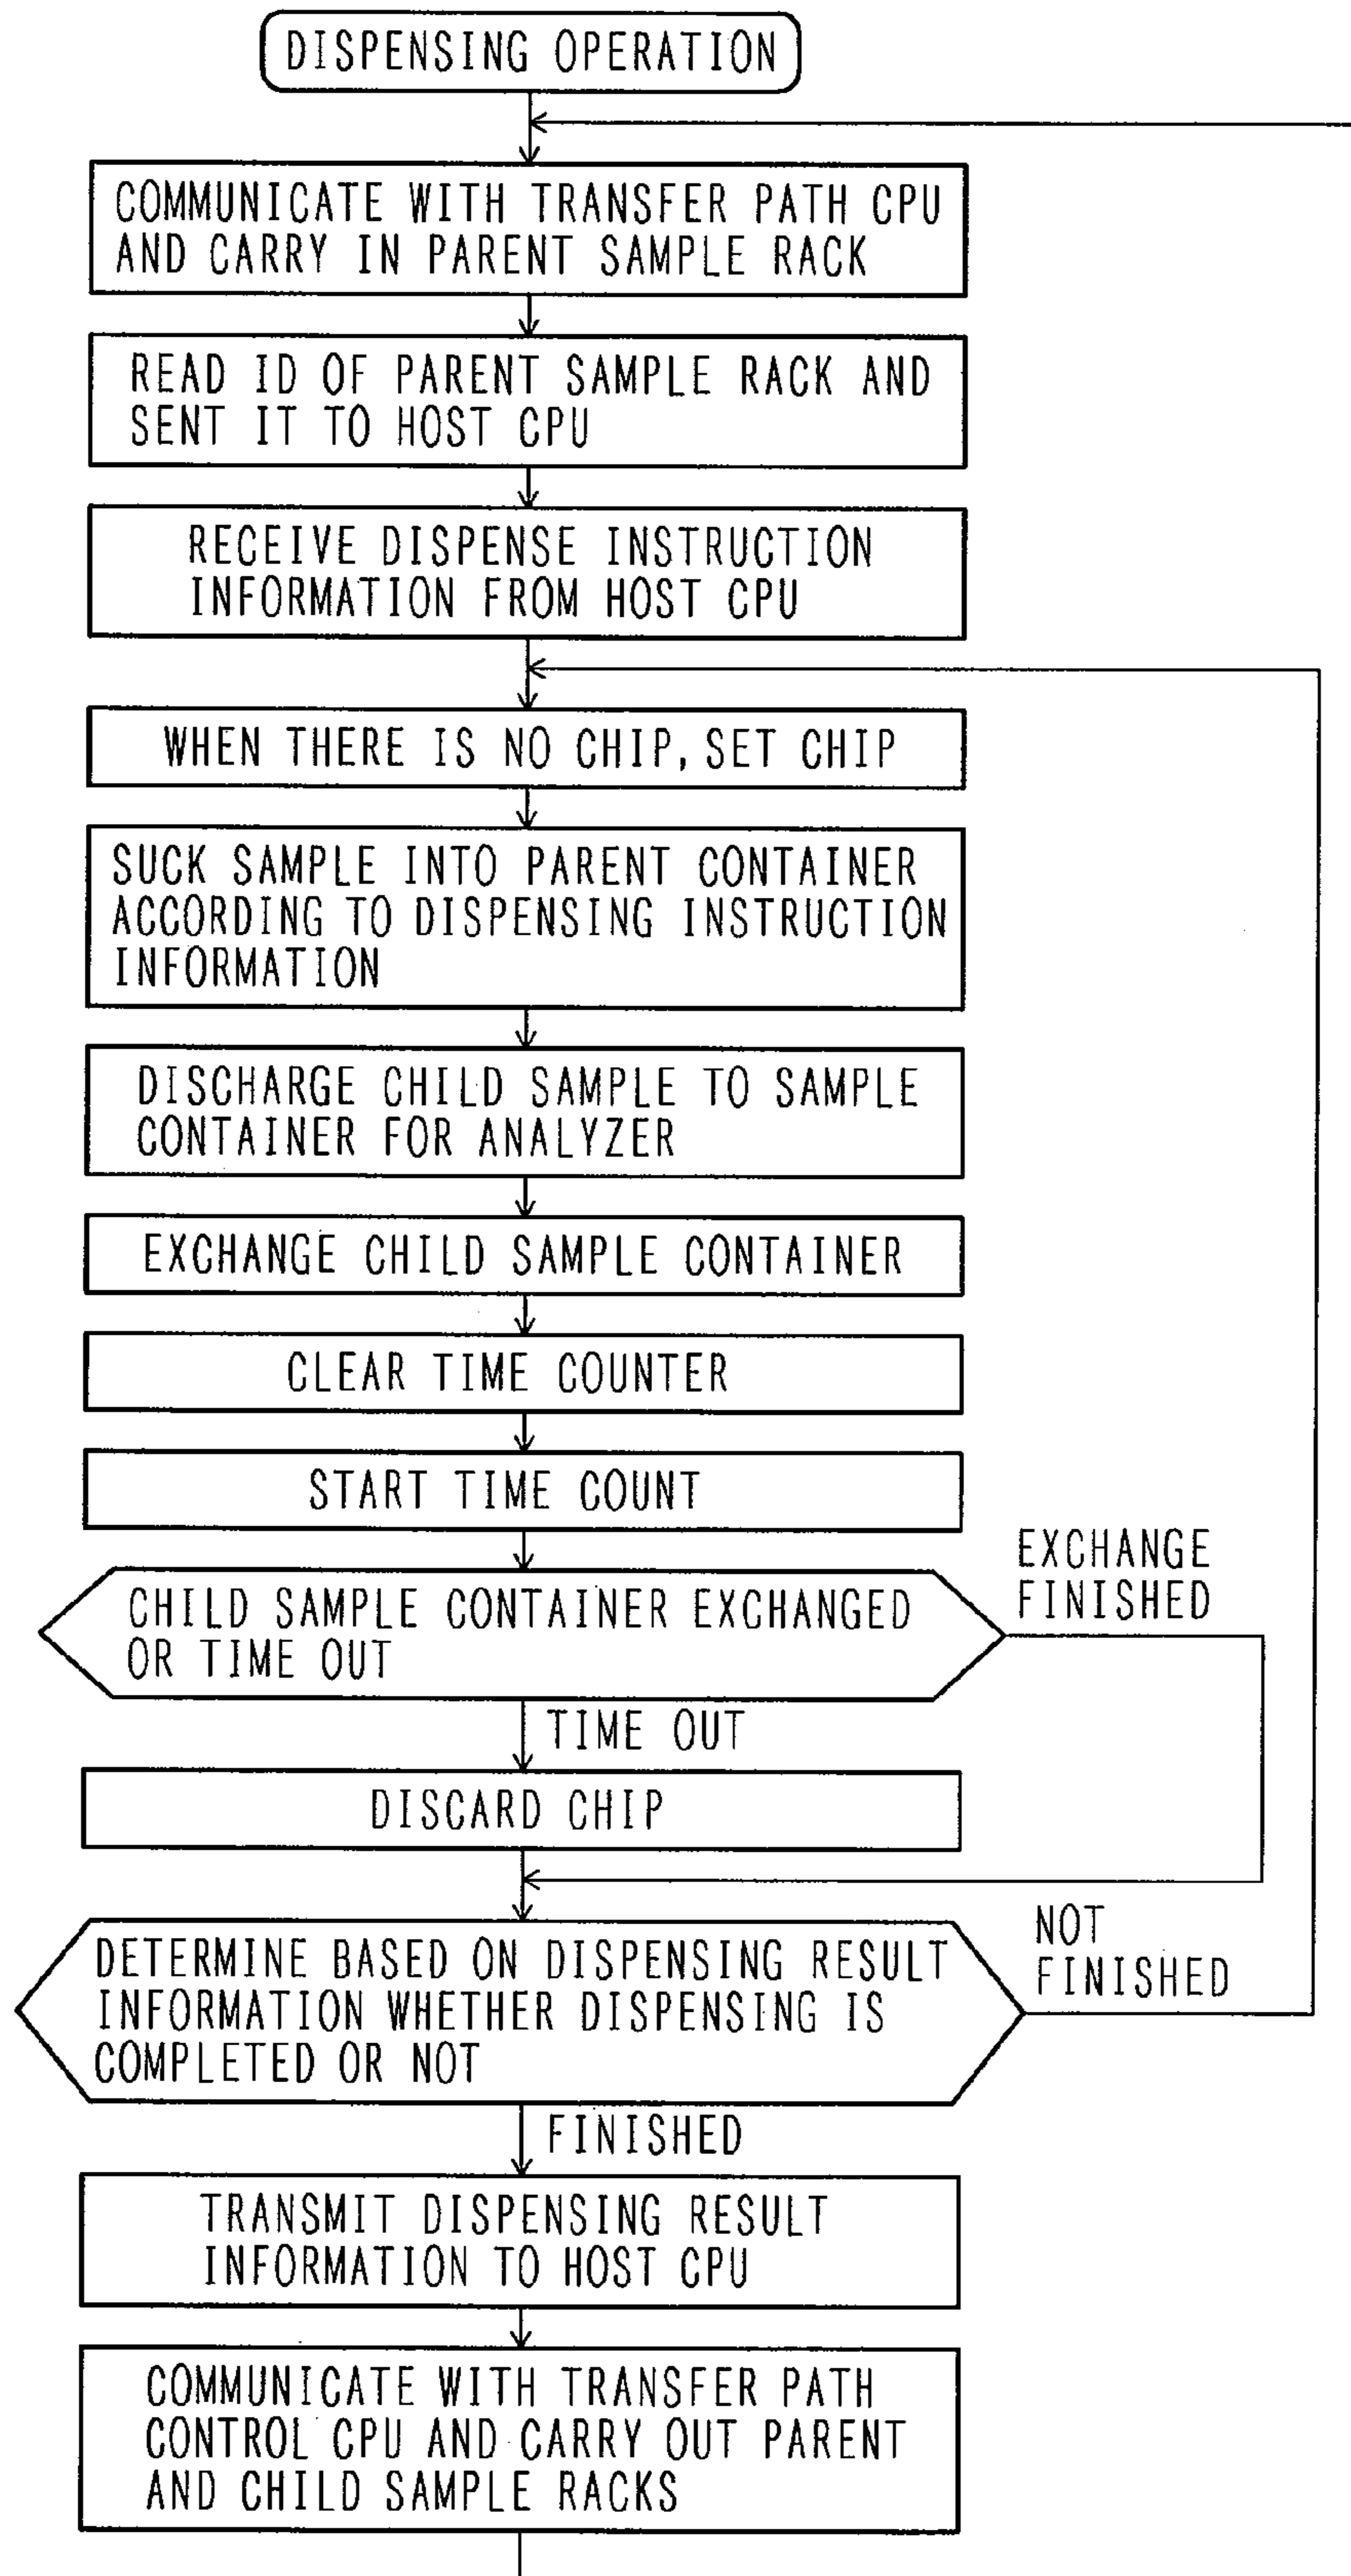 DISPENSING OPERATION
COMMUNICATE WITH TRANSFER PATH CPU
AND CARRY IN PARENT SAMPLE RACK
READ ID OF PARENT SAMPLE RACK AND
SENT IT TO HOST CPU
RECEIVE DISPENSE INSTRUCTION
INFORMATION FROM HOST CPU
WHEN THERE IS NO CHIP, SET CHIP
SUCK SAMPLE INTO PARENT CONTAINER
ACCORDING TO DISPENSING INSTRUCTION
INFORMATION
DISCHARGE CHILD SAMPLE TO SAMPLE
CONTAINER FOR ANALYZER
EXCHANGE CHILD SAMPLE CONTAINER
CLEAR TIME COUNTER
START TIME COUNT
EXCHANGE
FINISHED
CHILD SAMPLE CONTAINER EXCHANGED
OR TIME OUT
TIME OUT
DISCARD CHIP
NOT
FINISHED
DETERMINE BASED ON DISPENSING RESULT
INFORMATION WHETHER DISPENSING IS
COMPLETED OR NOT
FINISHED
TRANSMIT DISPENSING RESULT
INFORMATION TO HOST CPU
COMMUNICATE WITH TRANSFER PATH
CONTROL CPU AND CARRY OUT PARENT
AND CHILD SAMPLE RACKS